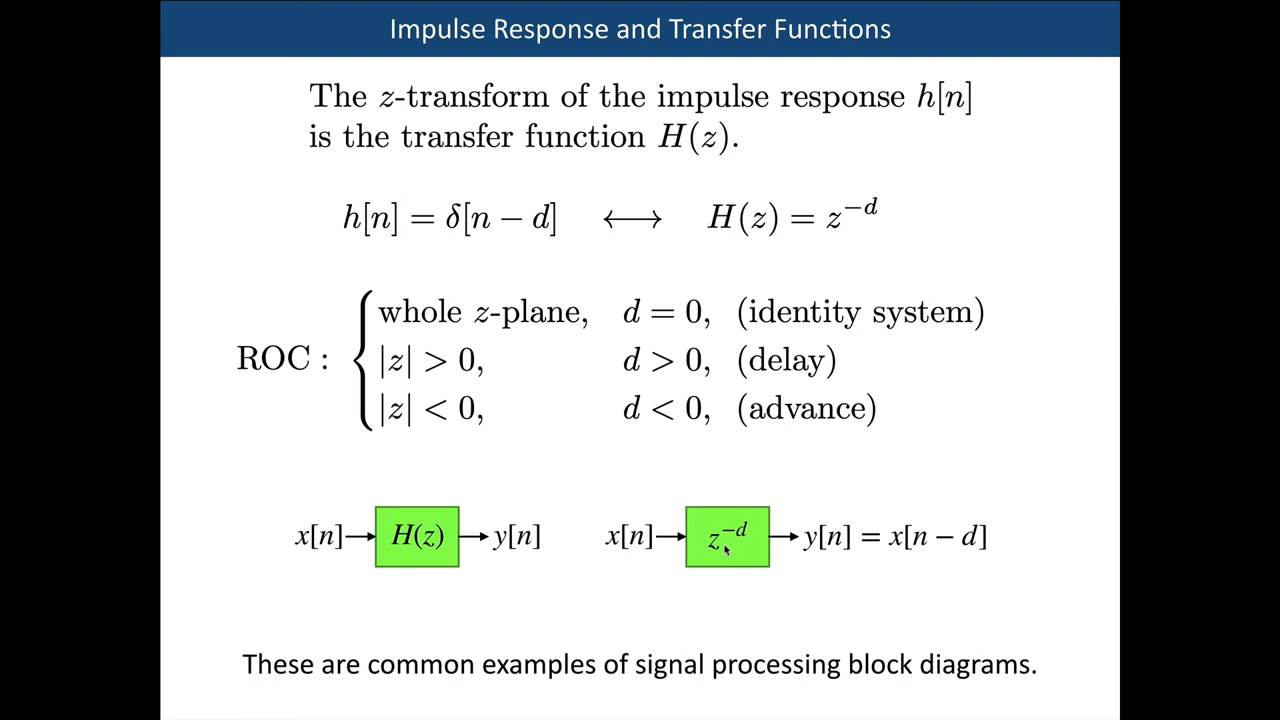 Impulse Response and Transfer Functions
The z-transform of the impulse response h[n]
is the transfer function H(z).
h[n] = δ[n − d] ⟷ H(z) = z^{−d}
ROC : { whole z-plane, d = 0, (identity system)
|z| > 0, d > 0, (delay)
|z| < 0, d < 0, (advance)
x[n] → H(z) → y[n] x[n] → z^{−d} → y[n] = x[n − d]
These are common examples of signal processing block diagrams.